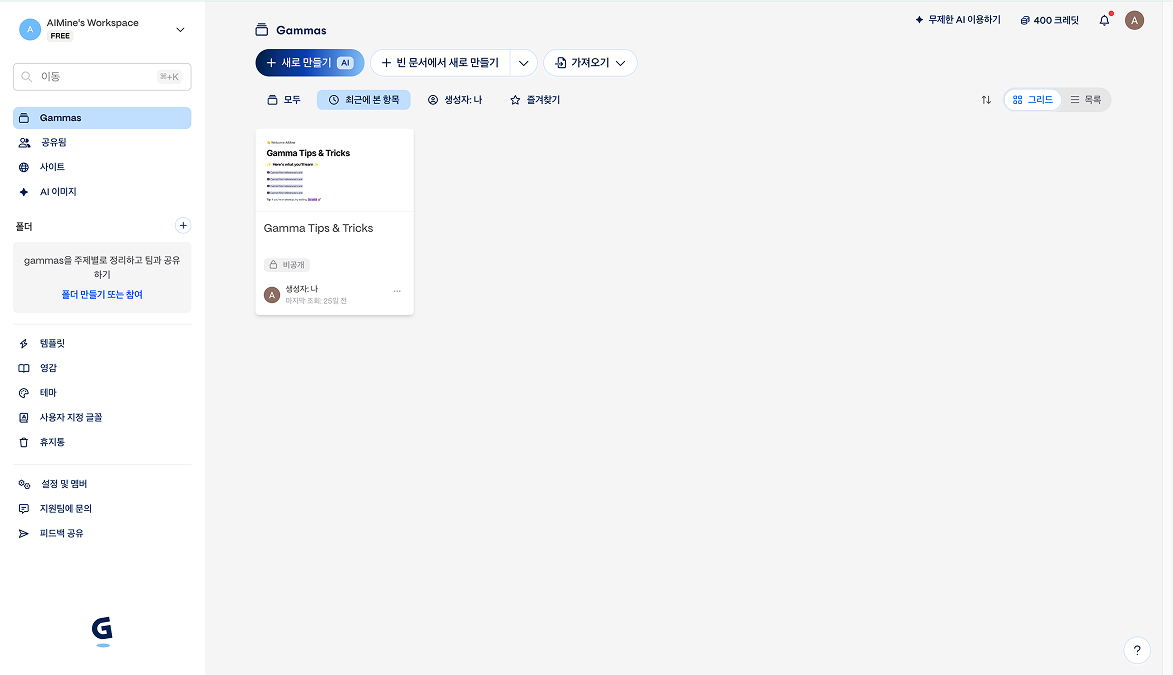 A
AIMine's Workspace
FREE
이동
⌘+K
Gammas
공유됨
사이트
AI 이미지
폴더
gammas을 주제별로 정리하고 팀과 공유
하기
폴더 만들기 또는 참여
템플릿
영감
테마
사용자 지정 글꼴
휴지통
설정 및 멤버
지원팀에 문의
피드백 공유
G
Gammas
무제한 AI 이용하기
400 크레딧
A
+ 새로 만들기 AI
+ 빈 문서에서 새로 만들기
가져오기
모두
최근에 본 항목
생성자: 나
즐겨찾기
그리드
목록
Welcome AIMine
Gamma Tips & Tricks
Here's what you'll learn
Gamma Tips & Tricks
비공개
A
생성자: 나
마지막 조회: 25일 전
...
?